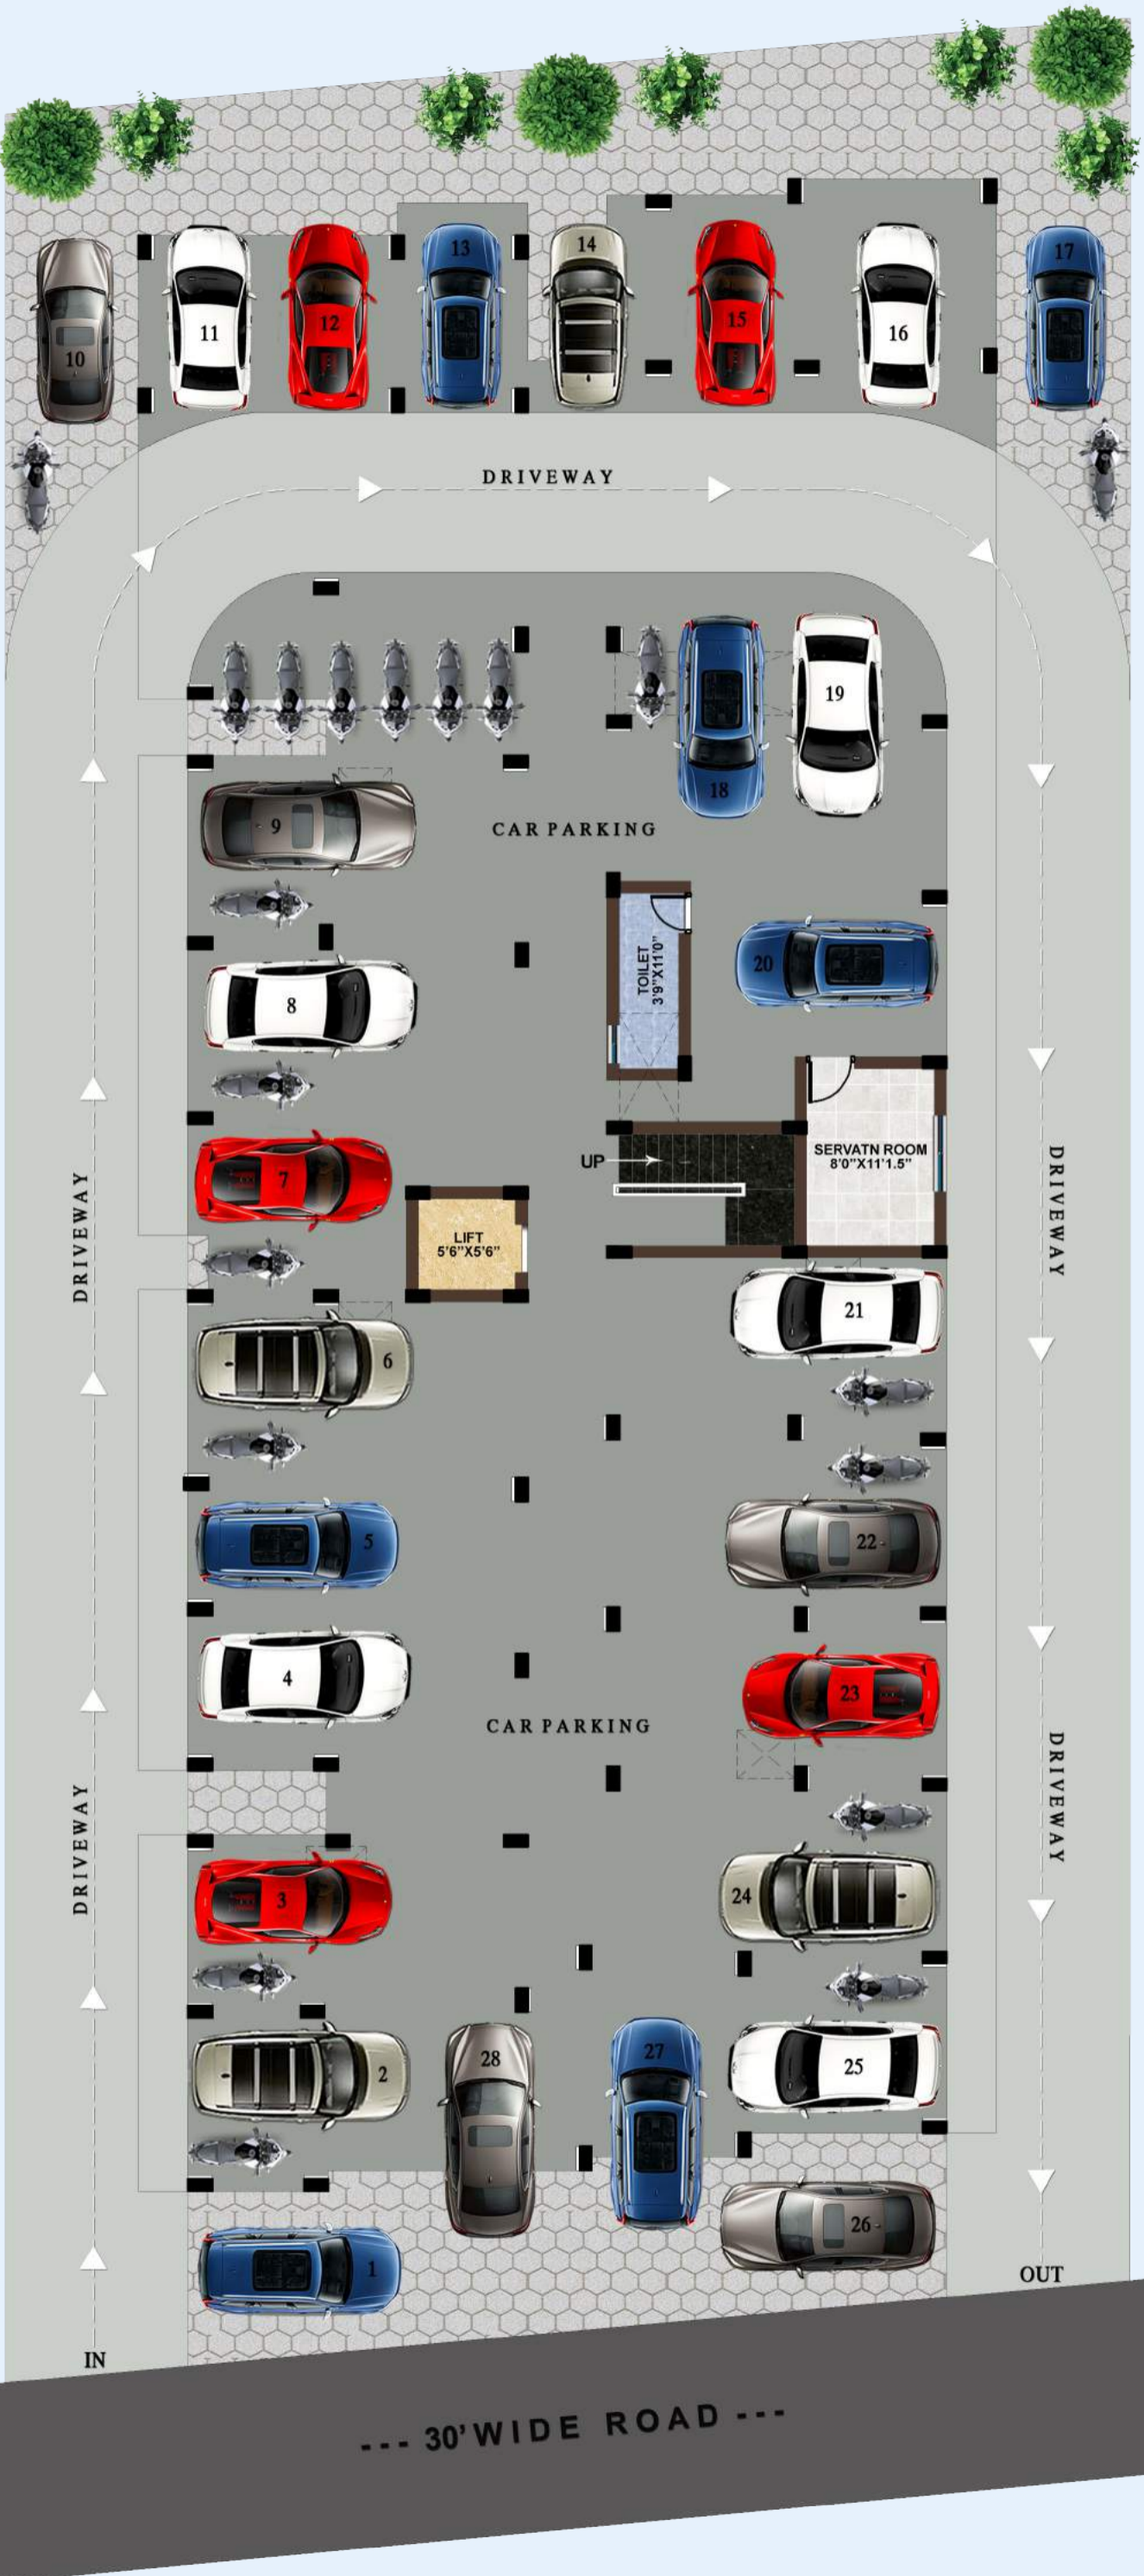 13
14
17
15
12
16
11
10
DRIVEWAY
19
18
9
CAR PARKING
TOILET
3'9"X11'0"
20
8
SERVATN ROOM
8'0"X11'1.5"
UP
7
DRIVEWAY
DRIVEWAY
LIFT
5'6"X5'6"
21
6
5
22
4
23
CAR PARKING
DRIVEWAY
DRIVEWAY
3
24
28
27
25
2
26
1
OUT
IN
--- 30' WIDE ROAD ---